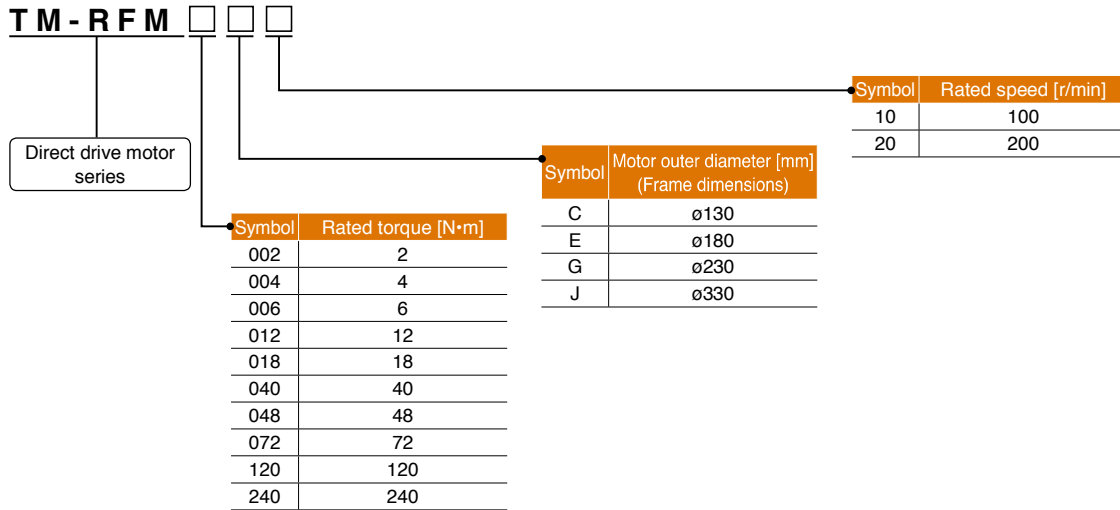 TM-RFM □ □ □
Direct drive motor
series
Symbol Rated speed [r/min]
10 100
20 200
Symbol Motor outer diameter [mm]
(Frame dimensions)
C ø130
E ø180
G ø230
J ø330
Symbol Rated torque [N•m]
002 2
004 4
006 6
012 12
018 18
040 40
048 48
072 72
120 120
240 240